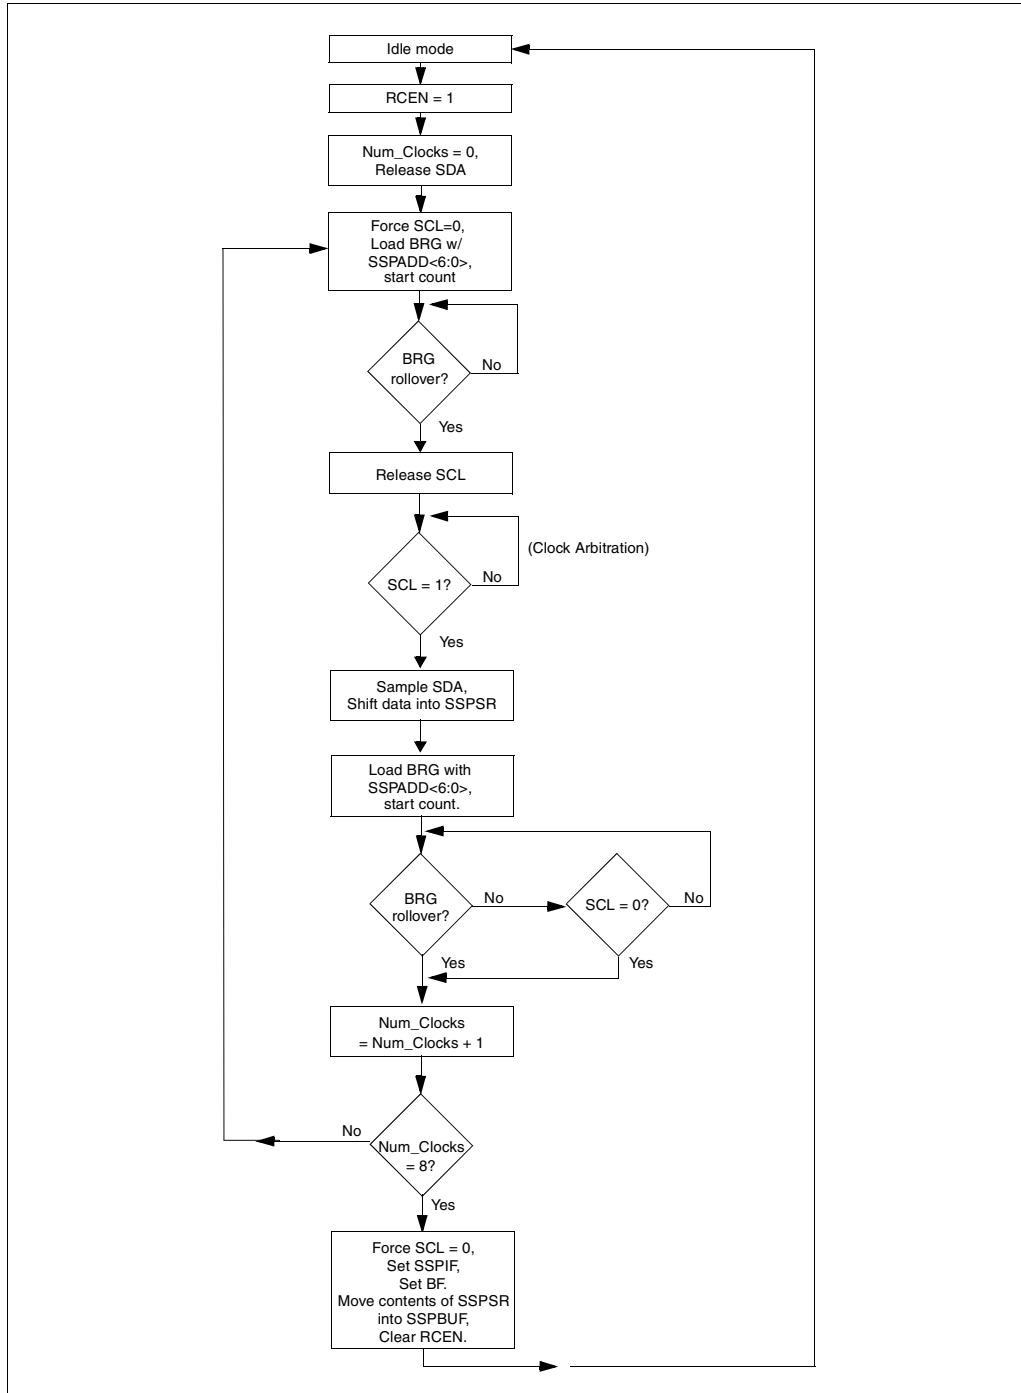 Idle mode
RCEN = 1
Num_Clocks = 0,
Release SDA
Force SCL=0,
Load BRG w/
SSPADD<6:0>,
start count
BRG
rollover?
No
Yes
Release SCL
(Clock Arbitration)
SCL = 1?
No
Yes
Sample SDA,
Shift data into SSPSR
Load BRG with
SSPADD<6:0>,
start count.
BRG
rollover?
No
SCL = 0?
No
Yes
Yes
Num_Clocks
= Num_Clocks + 1
No
Num_Clocks
= 8?
Yes
Force SCL = 0,
Set SSPIF,
Set BF.
Move contents of SSPSR
into SSPBUF,
Clear RCEN.